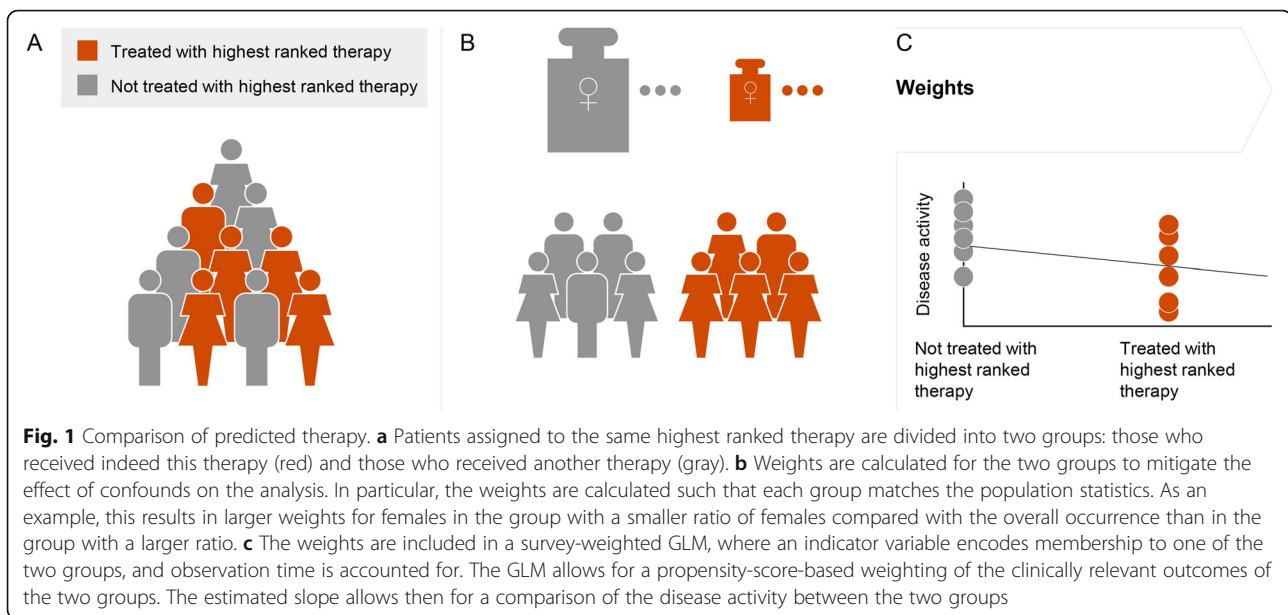 A
Treated with highest ranked therapy
Not treated with highest ranked therapy
B
C
Weights
Disease activity
Not treated with
highest ranked
therapy
Treated with
highest ranked
therapy
Fig. 1 Comparison of predicted therapy. a Patients assigned to the same highest ranked therapy are divided into two groups: those who
received indeed this therapy (red) and those who received another therapy (gray). b Weights are calculated for the two groups to mitigate the
effect of confounds on the analysis. In particular, the weights are calculated such that each group matches the population statistics. As an
example, this results in larger weights for females in the group with a smaller ratio of females compared with the overall occurrence than in the
group with a larger ratio. c The weights are included in a survey-weighted GLM, where an indicator variable encodes membership to one of the
two groups, and observation time is accounted for. The GLM allows for a propensity-score-based weighting of the clinically relevant outcomes of
the two groups. The estimated slope allows then for a comparison of the disease activity between the two groups